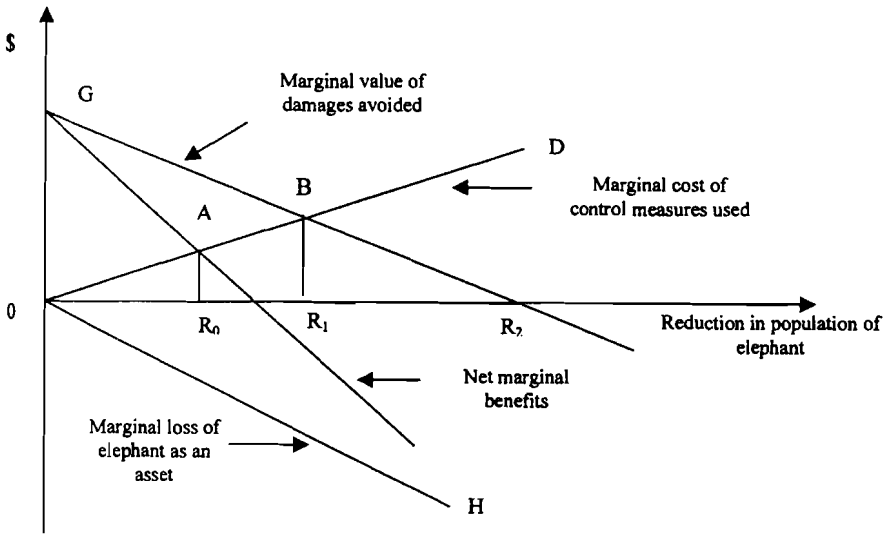 $
G
Marginal value of
damages avoided
D
B
Marginal cost of
control measures used
A
0
R₀
R₁
R₂
Reduction in population of
elephant
Net marginal
benefits
Marginal loss of
elephant as an
asset
H